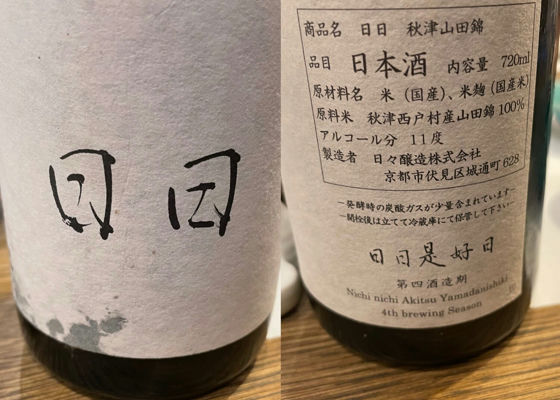 日日
商品名 日日 秋津山田錦
品目 日本酒 内容量 720ml
原材料名 米（国産）、米麹（国産米）
原料米 秋津西戸村産山田錦100%
アルコール分 11度
製造者 日々醸造株式会社
京都市伏見区城通町628
―発酵時の炭酸ガスが少量含まれています―
―開栓後は立てて冷蔵庫にて保管して下さい―
日日是好日
第四酒造期
Nichi nichi Akitsu Yamadanishiki
4th brewing Season